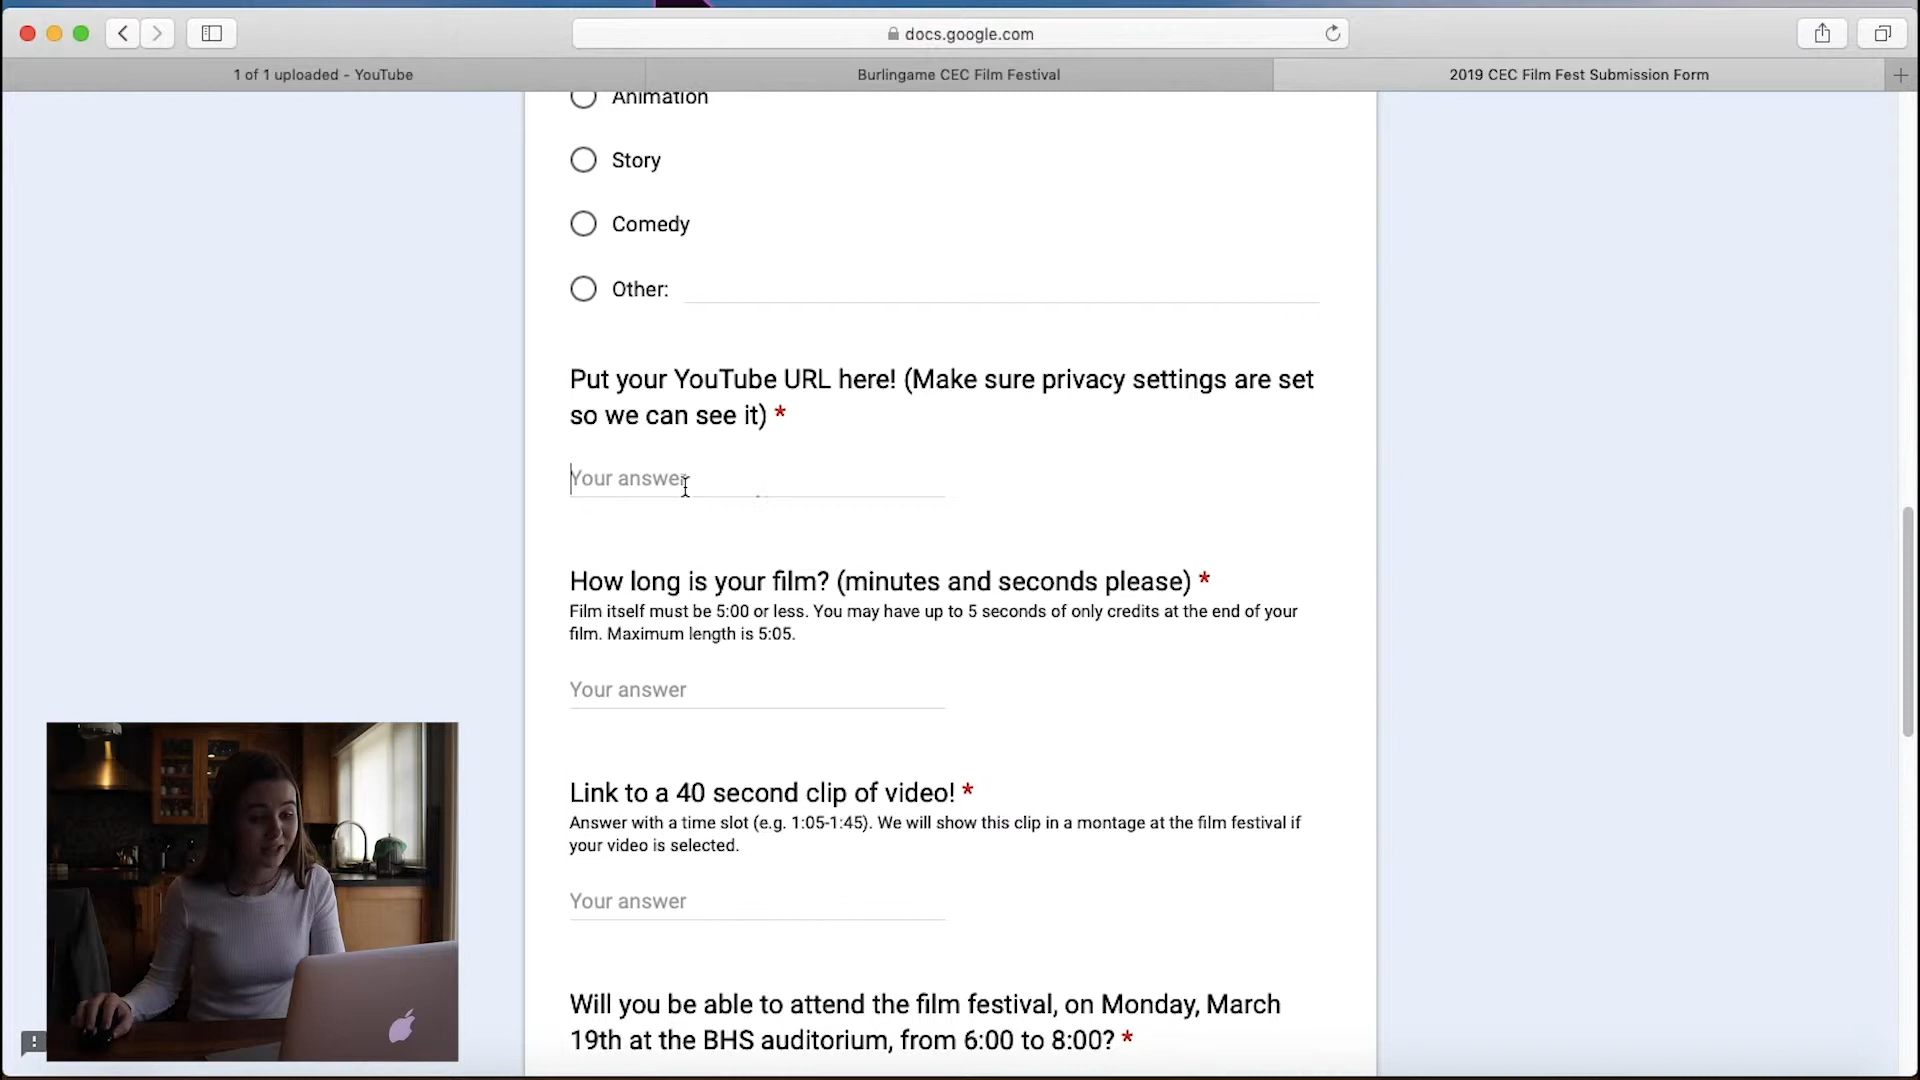 docs.google.com
1 of 1 uploaded - YouTube
Burlingame CEC Film Festival
2019 CEC Film Fest Submission Form
Animation
Story
Comedy
Other:
Put your YouTube URL here! (Make sure privacy settings are set
so we can see it) *
Your answer
How long is your film? (minutes and seconds please) *
Film itself must be 5:00 or less. You may have up to 5 seconds of only credits at the end of your
film. Maximum length is 5:05.
Your answer
Link to a 40 second clip of video! *
Answer with a time slot (e.g. 1:05-1:45). We will show this clip in a montage at the film festival if
your video is selected.
Your answer
Will you be able to attend the film festival, on Monday, March
19th at the BHS auditorium, from 6:00 to 8:00? *